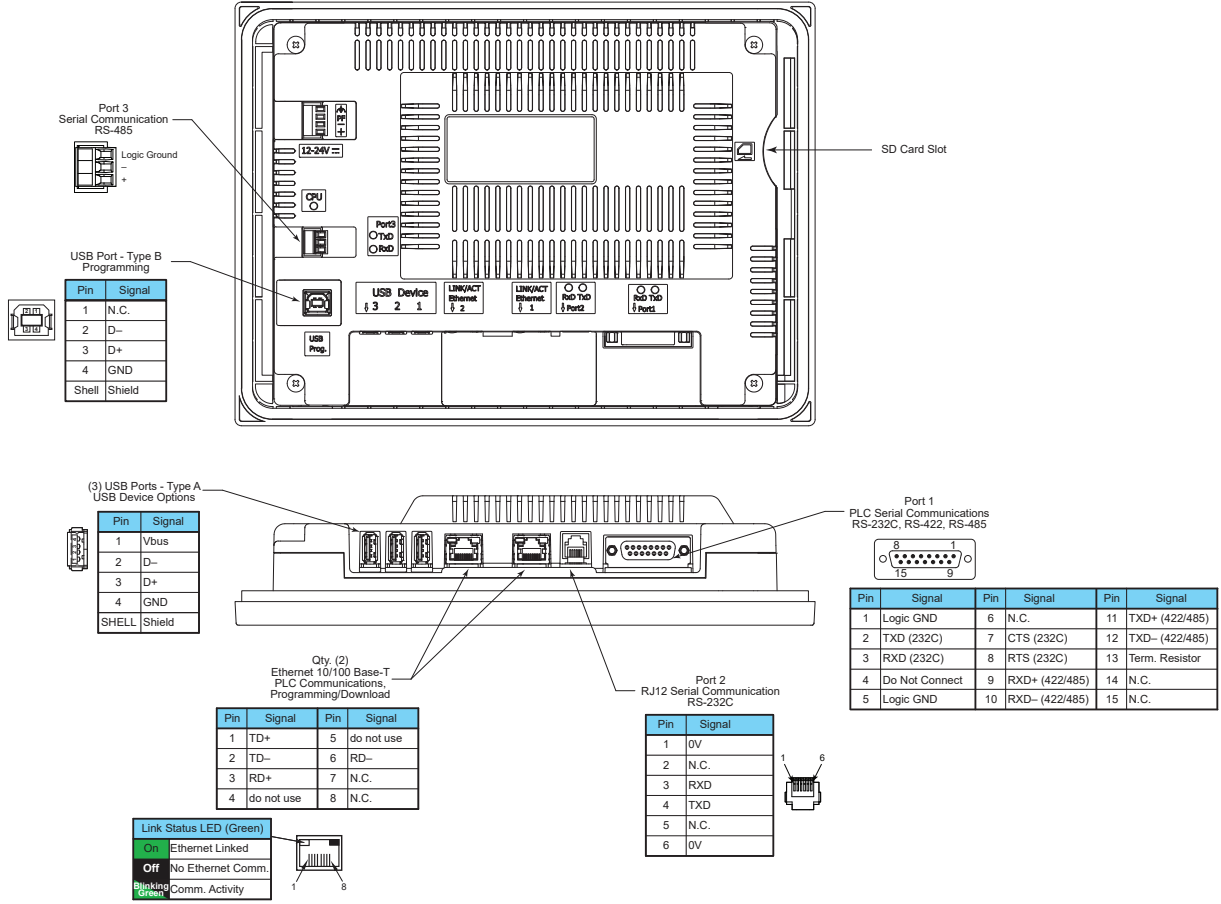 Port 3
Serial Communication
RS-485
Logic Ground
–
+
PF
–
+
12-24V
CPU
Port3
TxD
RxD
SD Card Slot
USB Port - Type B
Programming
Pin Signal
1 N.C.
2 D–
3 D+
4 GND
Shell Shield
2 1
3 4
USB Device
3 2 1
LINK/ACT
Ethernet
2
LINK/ACT
Ethernet
1
RxD TxD
Port2
RxD TxD
Port1
USB
Prog.
(3) USB Ports - Type A
USB Device Options
Pin Signal
1 Vbus
2 D–
3 D+
4 GND
SHELL Shield
Port 1
PLC Serial Communications
RS-232C, RS-422, RS-485
8 1
15 9
Pin Signal Pin Signal Pin Signal
1 Logic GND 6 N.C. 11 TXD+ (422/485)
2 TXD (232C) 7 CTS (232C) 12 TXD– (422/485)
3 RXD (232C) 8 RTS (232C) 13 Term. Resistor
4 Do Not Connect 9 RXD+ (422/485) 14 N.C.
5 Logic GND 10 RXD– (422/485) 15 N.C.
Qty. (2)
Ethernet 10/100 Base-T
PLC Communications,
Programming/Download
Pin Signal Pin Signal
1 TD+ 5 do not use
2 TD– 6 RD–
3 RD+ 7 N.C.
4 do not use 8 N.C.
Port 2
RJ12 Serial Communication
RS-232C
Pin Signal
1 0V
2 N.C.
3 RXD
4 TXD
5 N.C.
6 0V
1 6
Link Status LED (Green)
On Ethernet Linked
Off No Ethernet Comm.
Blinking Green Comm. Activity
1 8